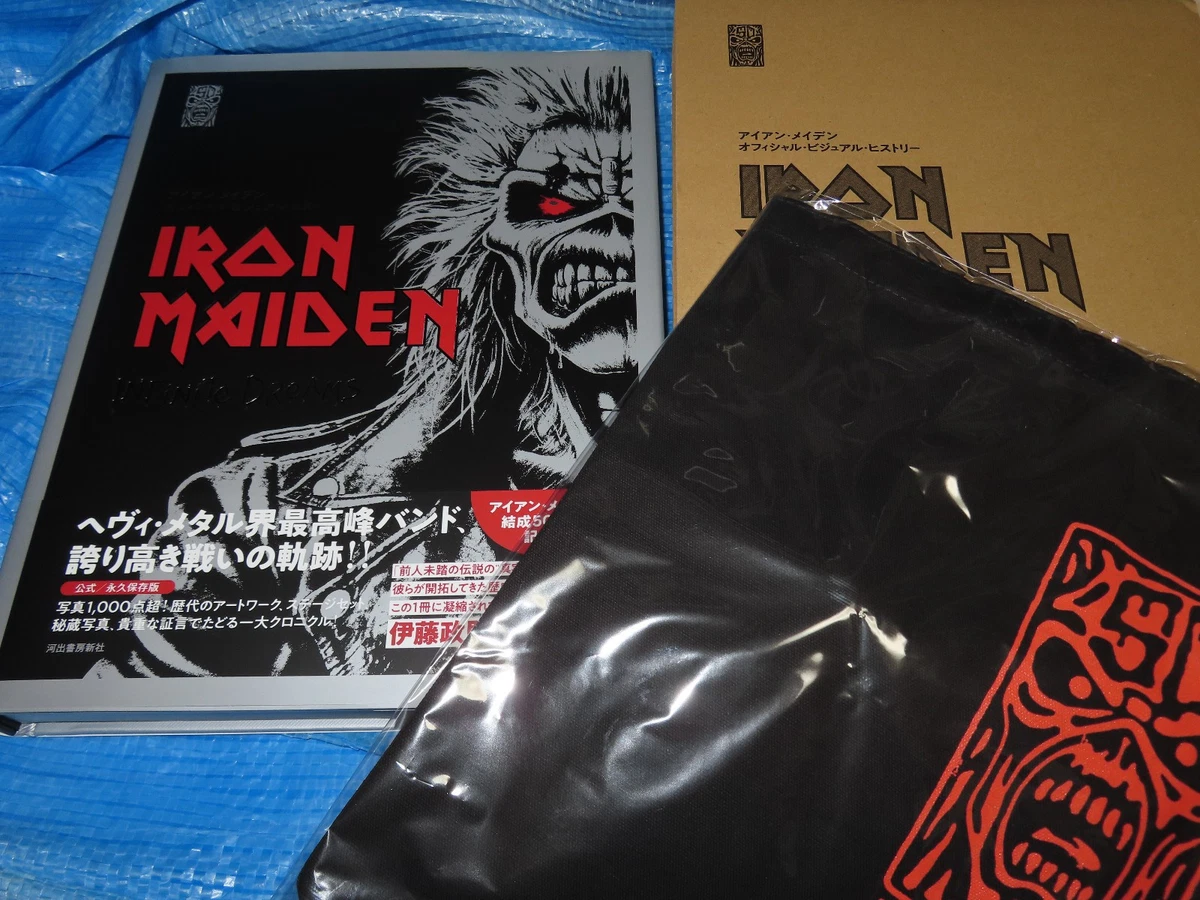 IRON
MAIDEN
INFINITE DREAMS
ヘヴィ・メタル界最高峰バンド、
誇り高き戦いの軌跡!!
公式/永久保存版
写真1,000点超!歴代のアートワーク、ステージセット、
秘蔵写真、貴重な証言でたどる一大クロニクル。
河出書房新社
アイアン・メ
結成50
「前人未踏の伝説の"真実
彼らが開拓してきた歴
この1冊に凝縮され
伊藤政
アイアン・メイデン
オフィシャル・ビジュアル・ヒストリー
IRON
MAIDEN